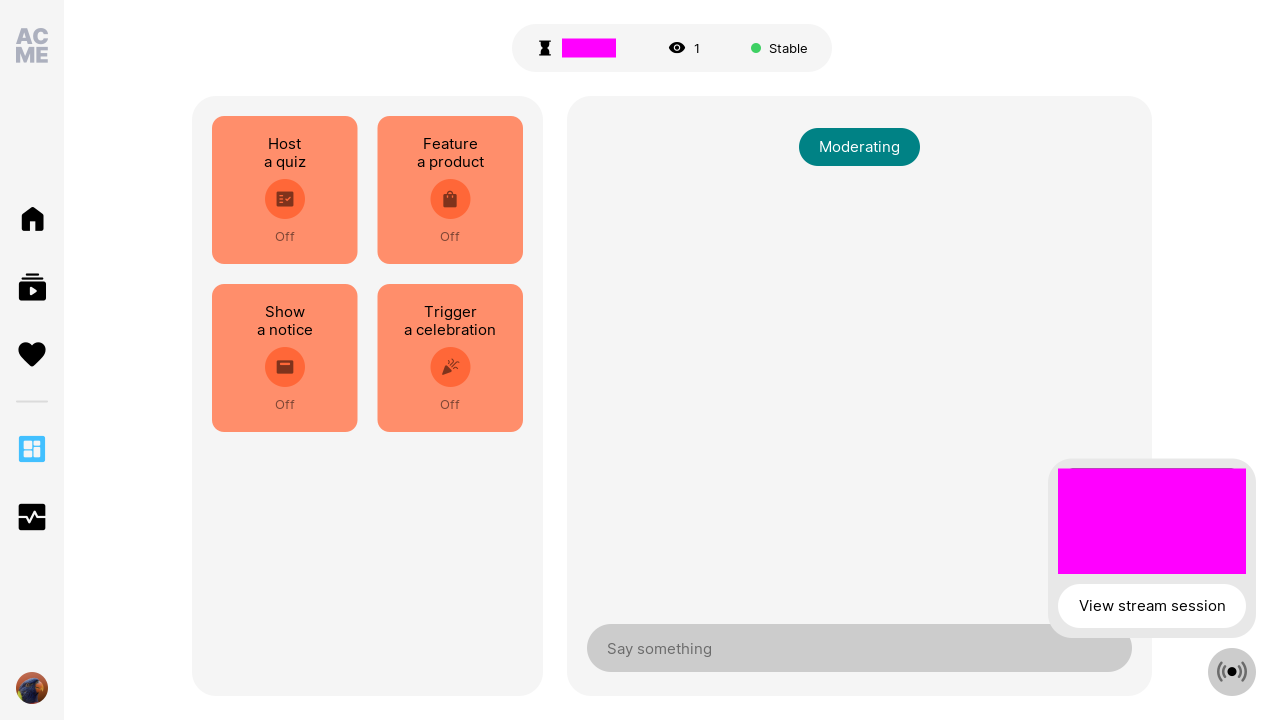 AC
ME
1
Stable
Host
a quiz
Off
Feature
a product
Off
Show
a notice
Off
Trigger
a celebration
Off
Moderating
Say something
View stream session